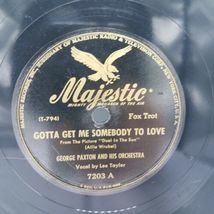 Majestic
MIGHTY MONARCH OF THE AIR
(T-794)
Fox Trot
GOTTA GET ME SOMEBODY TO LOVE
From The Picture "Duel In The Sun"
(Allie Wrubel)
GEORGE PAXTON AND HIS ORCHESTRA
Vocal by Lee Taylor
7203 A